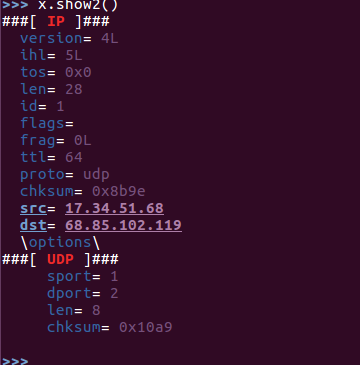 >>> x.show2()
###[ IP ]###
version= 4L
ihl= 5L
tos= 0x0
len= 28
id= 1
flags=
frag= 0L
ttl= 64
proto= udp
chksum= 0x8b9e
src= 17.34.51.68
dst= 68.85.102.119
\options\
###[ UDP ]###
sport= 1
dport= 2
len= 8
chksum= 0x10a9
>>>